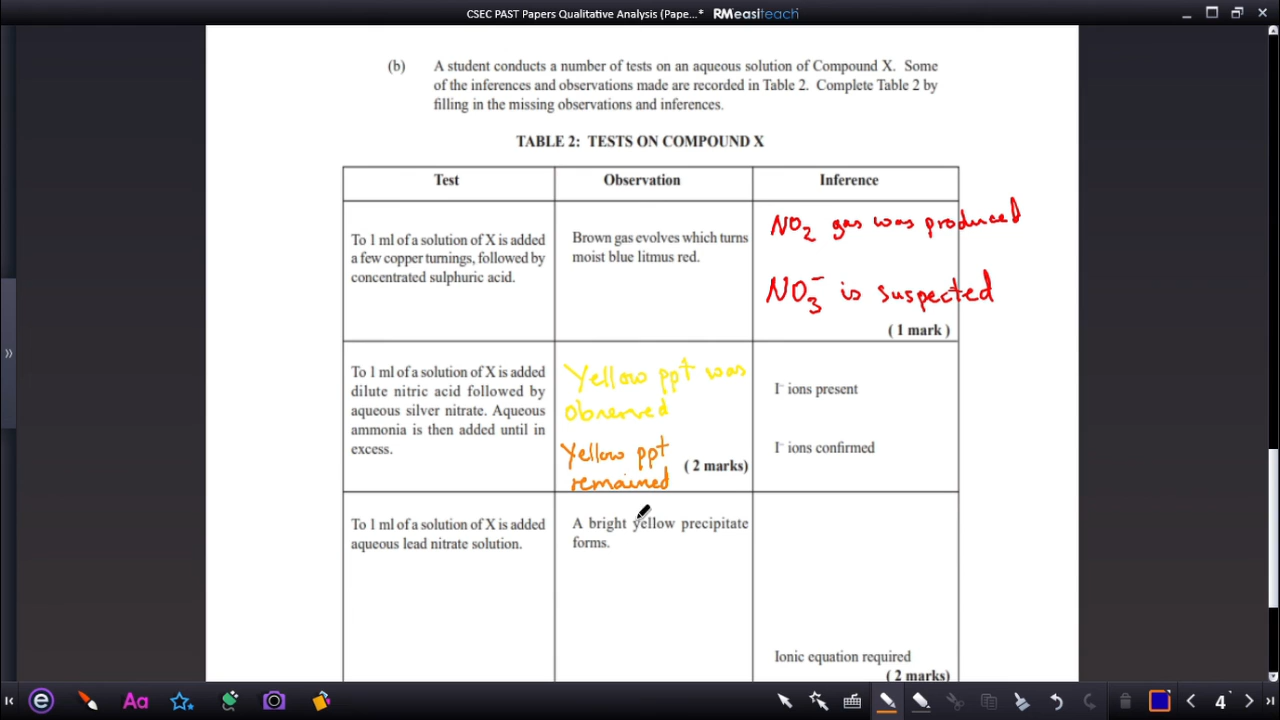 CSEC PAST Papers Qualitative Analysis (Pape...* RMeasiteach
(b) A student conducts a number of tests on an aqueous solution of Compound X. Some
of the inferences and observations made are recorded in Table 2. Complete Table 2 by
filling in the missing observations and inferences.
TABLE 2: TESTS ON COMPOUND X
Test
Observation
Inference
To 1 ml of a solution of X is added
a few copper turnings, followed by
concentrated sulphuric acid.
Brown gas evolves which turns
moist blue litmus red.
NO₂ gas was produced
NO₃⁻ is suspected
( 1 mark )
To 1 ml of a solution of X is added
dilute nitric acid followed by
aqueous silver nitrate. Aqueous
ammonia is then added until in
excess.
Yellow ppt was
observed
Yellow ppt
remained
( 2 marks)
I⁻ ions present
I⁻ ions confirmed
To 1 ml of a solution of X is added
aqueous lead nitrate solution.
A bright yellow precipitate
forms.
Ionic equation required
( 2 marks)
e
Aa
4